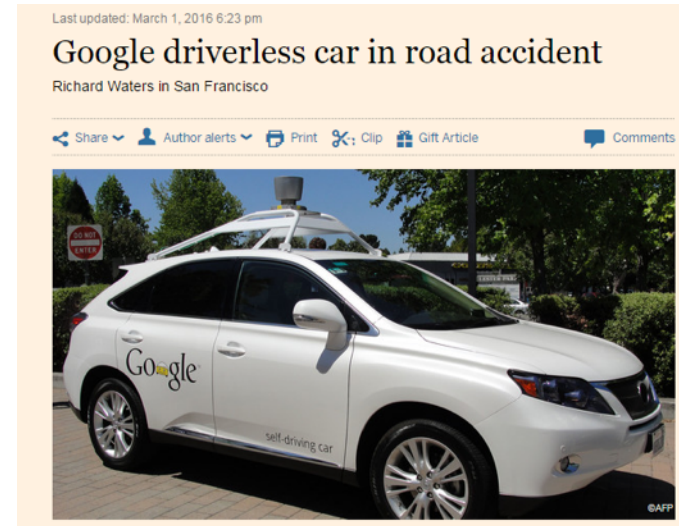 Last updated: March 1, 2016 6:23 pm
Google driverless car in road accident
Richard Waters in San Francisco
Share Author alerts Print Clip Gift Article Comments
DO NOT
ENTER
Google
self-driving car
©AFP